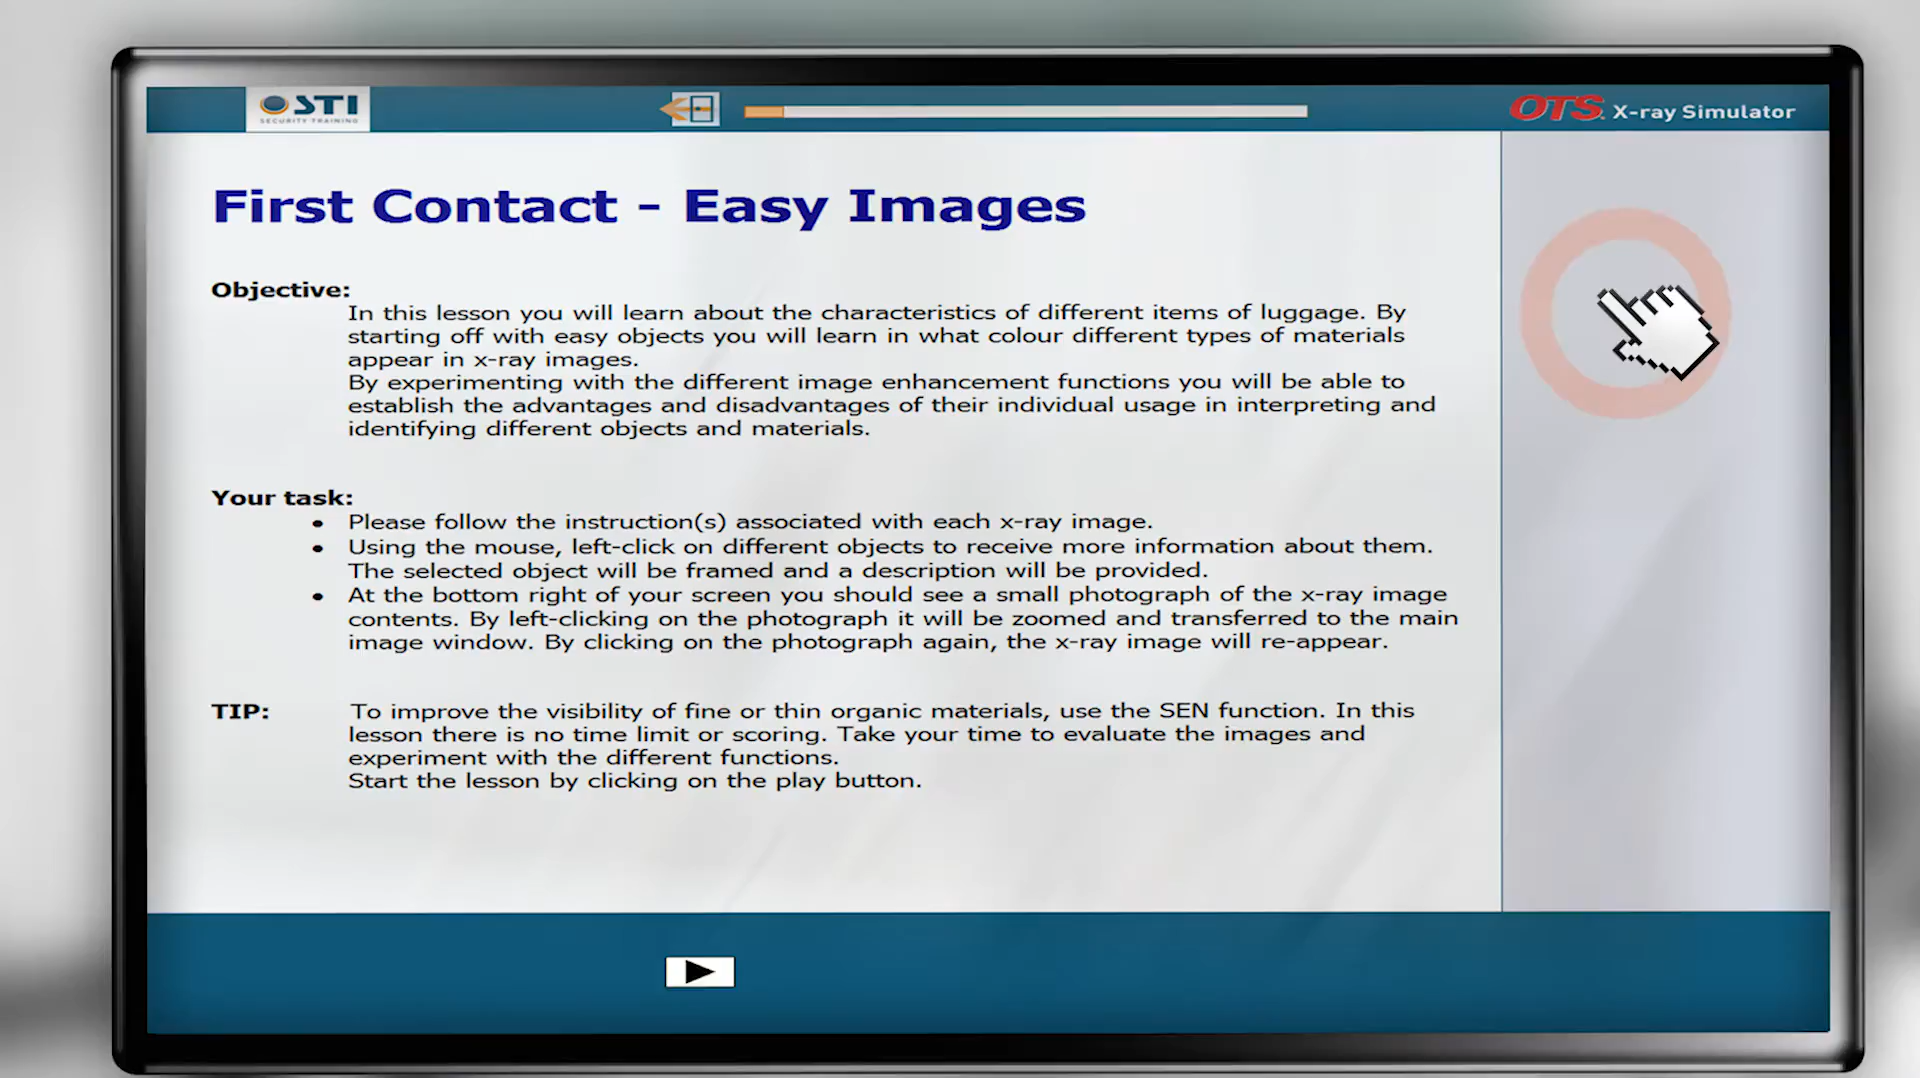 STI
SECURITY TRAINING
OTS X-ray Simulator
First Contact - Easy Images
Objective:
In this lesson you will learn about the characteristics of different items of luggage. By
starting off with easy objects you will learn in what colour different types of materials
appear in x-ray images.
By experimenting with the different image enhancement functions you will be able to
establish the advantages and disadvantages of their individual usage in interpreting and
identifying different objects and materials.
Your task:
• Please follow the instruction(s) associated with each x-ray image.
• Using the mouse, left-click on different objects to receive more information about them.
The selected object will be framed and a description will be provided.
• At the bottom right of your screen you should see a small photograph of the x-ray image
contents. By left-clicking on the photograph it will be zoomed and transferred to the main
image window. By clicking on the photograph again, the x-ray image will re-appear.
TIP: To improve the visibility of fine or thin organic materials, use the SEN function. In this
lesson there is no time limit or scoring. Take your time to evaluate the images and
experiment with the different functions.
Start the lesson by clicking on the play button.